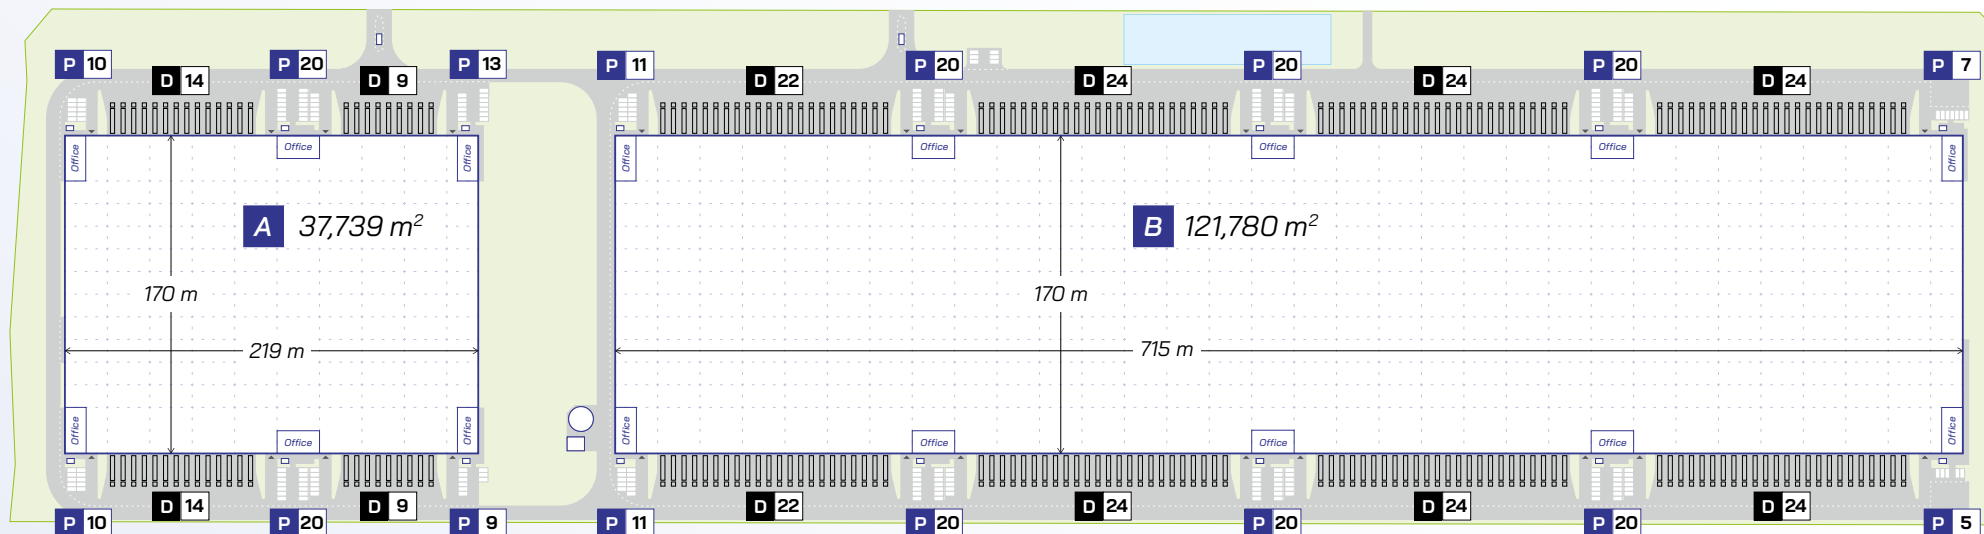 P 10
D 14
P 20
D 9
P 13
P 11
D 22
P 20
D 24
P 20
D 24
P 20
D 24
P 7
Office
Office
Office
Office
Office
Office
Office
Office
A 37,739 m²
B 121,780 m²
170 m
170 m
219 m
715 m
Office
Office
Office
Office
Office
Office
Office
Office
D 14
D 9
D 22
D 24
D 24
D 24
P 10
P 20
P 9
P 11
P 20
P 20
P 20
P 5